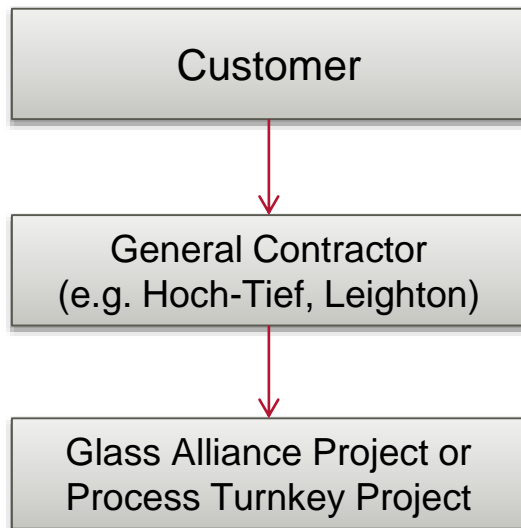 Customer
General Contractor
(e.g. Hoch-Tief, Leighton)
Glass Alliance Project or
Process Turnkey Project